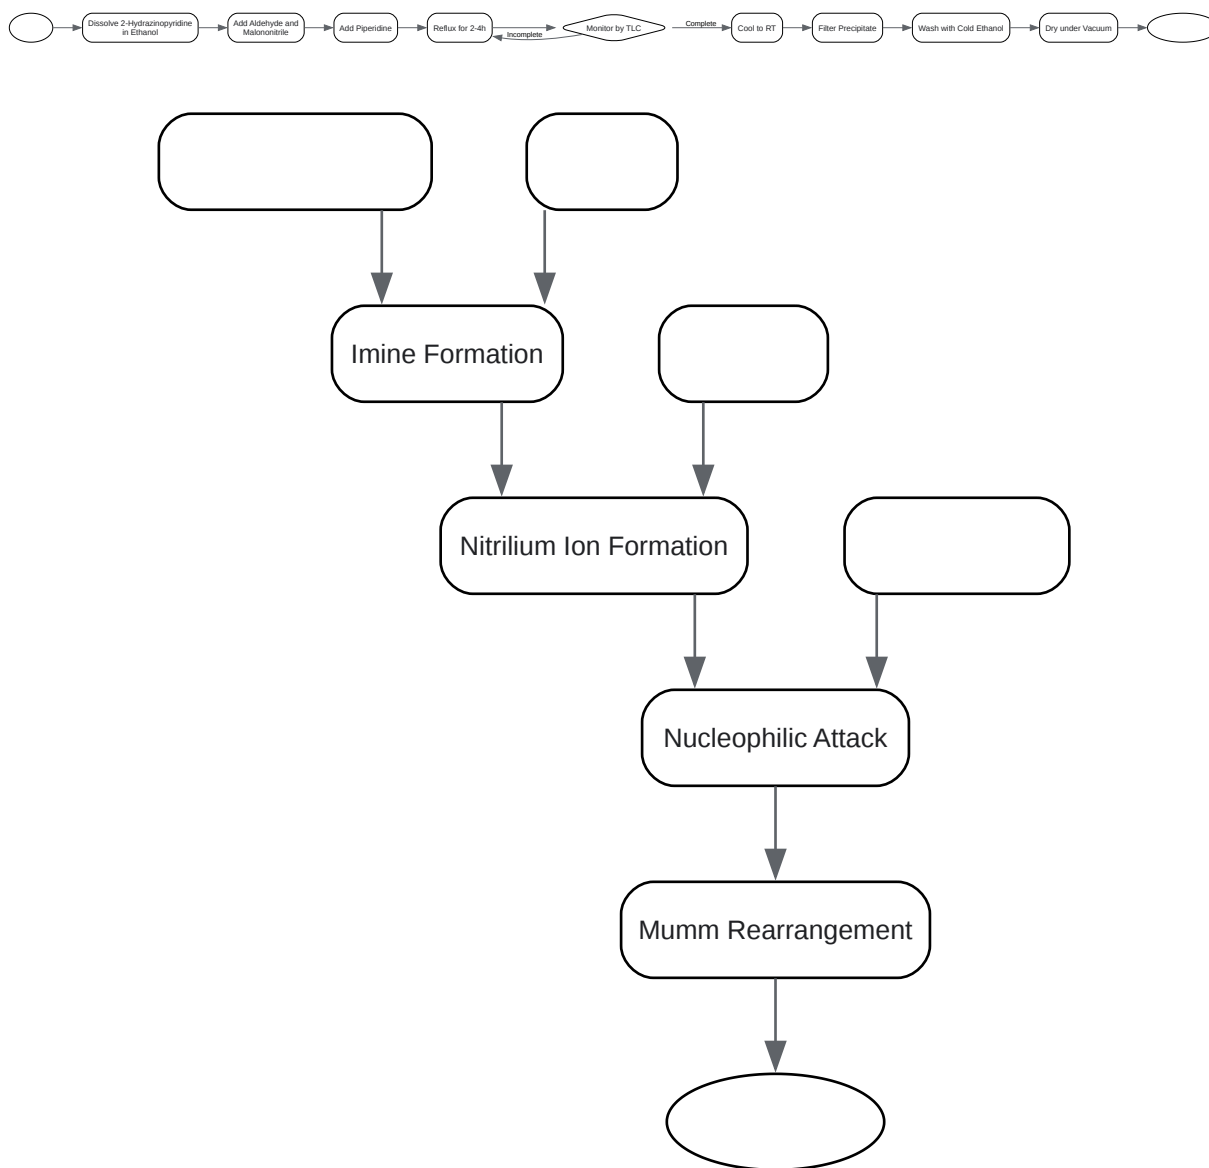 Dissolve 2-Hydrazinopyridine
in Ethanol
Add Aldehyde and
Malononitrile
Add Piperidine
Reflux for 2-4h
Incomplete
Monitor by TLC
Complete
Cool to RT
Filter Precipitate
Wash with Cold Ethanol
Dry under Vacuum
Imine Formation
Nitrilium Ion Formation
Nucleophilic Attack
Mumm Rearrangement